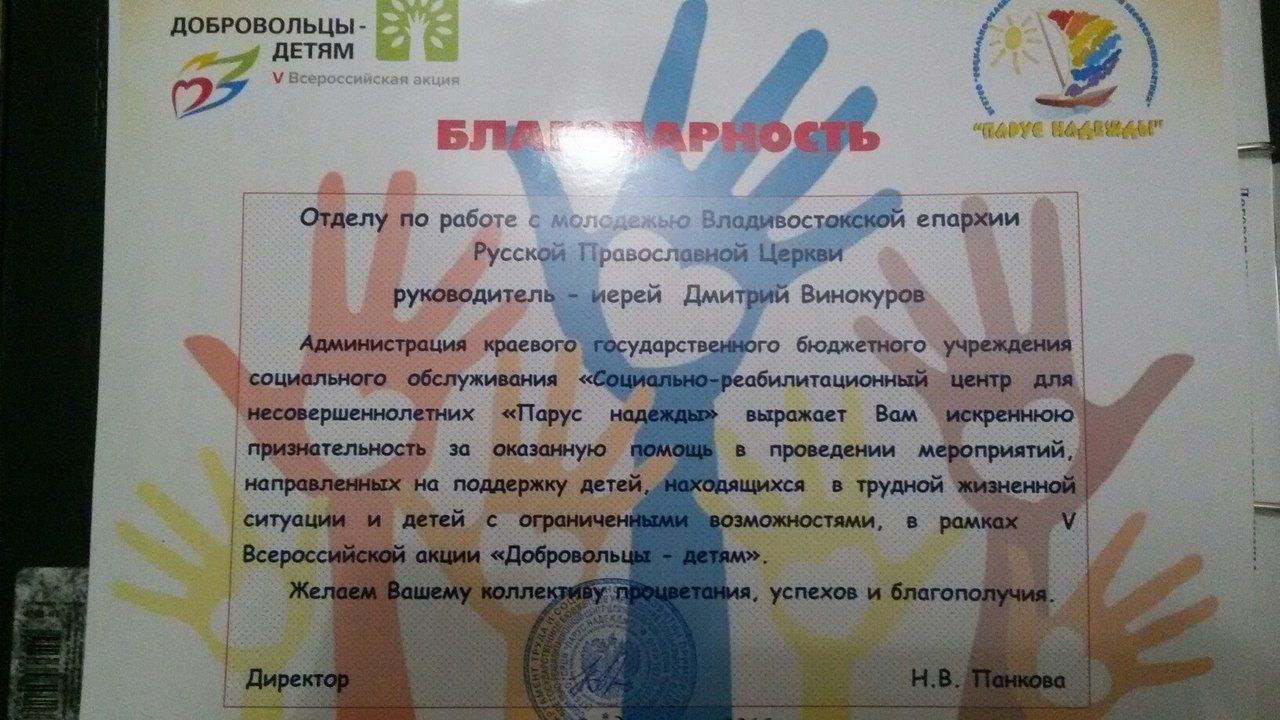 ДОБРОВОЛЬЦЫ -
ДЕТЯМ
V Всероссийская акция
"ПАРУС НАДЕЖДЫ"
БЛАГОДАРНОСТЬ
Отделу по работе с молодежью Владивостокской епархии
Русской Православной Церкви
руководитель - иерей Дмитрий Винокуров
Администрация краевого государственного бюджетного учреждения
социального обслуживания «Социально-реабилитационный центр для
несовершеннолетних «Парус надежды» выражает Вам искреннюю
признательность за оказанную помощь в проведении мероприятий,
направленных на поддержку детей, находящихся в трудной жизненной
ситуации и детей с ограниченными возможностями, в рамках V
Всероссийской акции «Добровольцы - детям».
Желаем Вашему коллективу процветания, успехов и благополучия.
Директор Н.В. Панкова